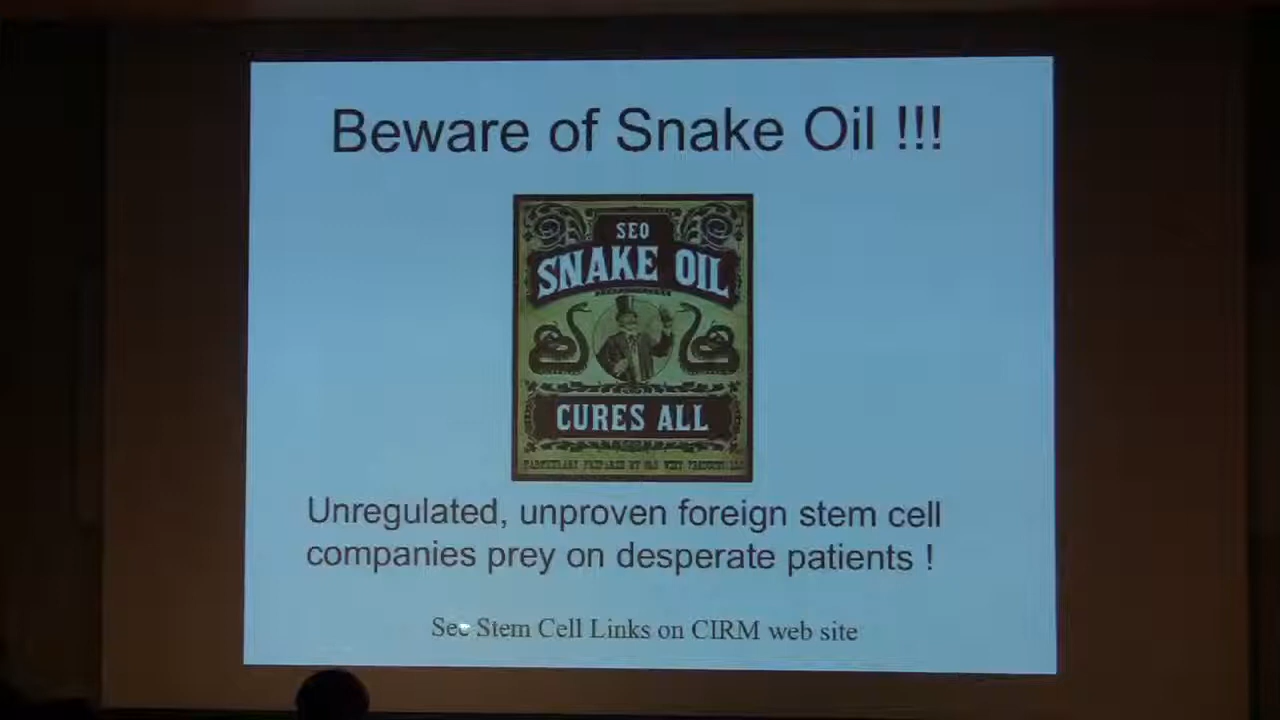 Beware of Snake Oil !!!
SEO
SNAKE OIL
CURES ALL
Unregulated, unproven foreign stem cell
companies prey on desperate patients !
See Stem Cell Links on CIRM web site